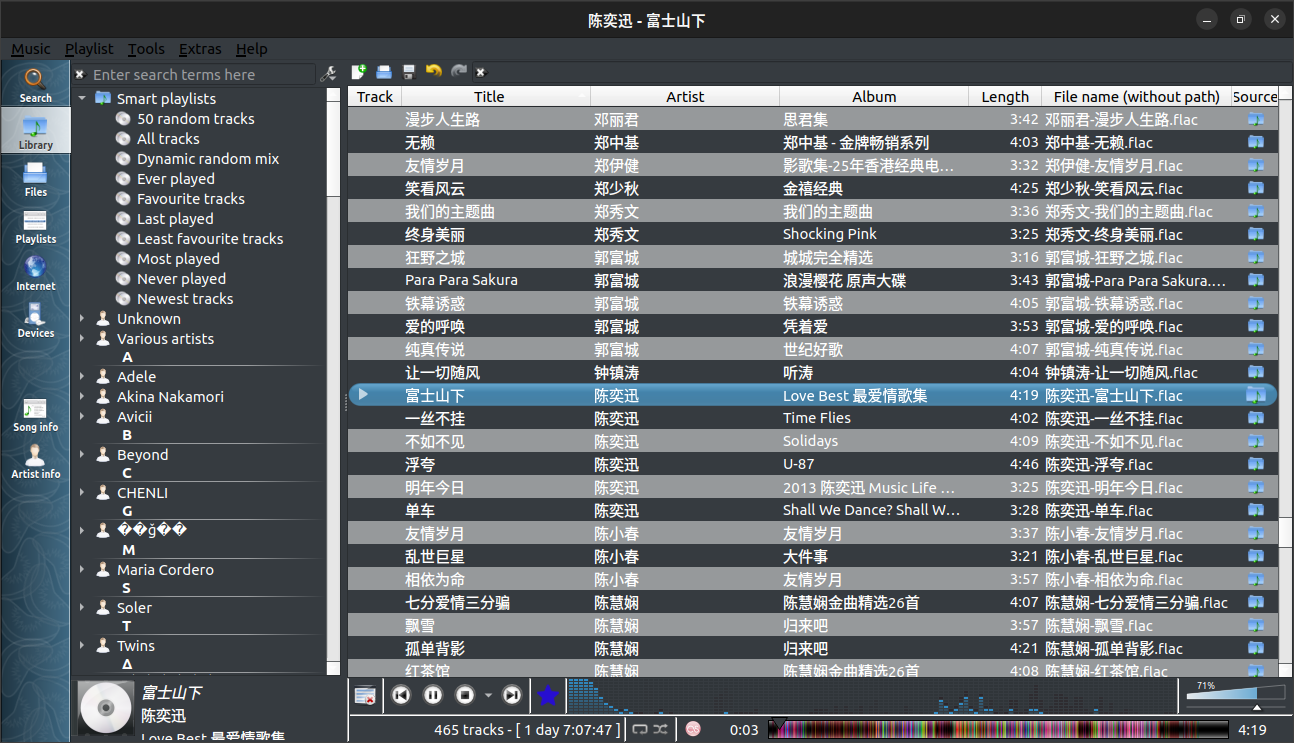 陈奕迅 - 富士山下
Music Playlist Tools Extras Help
Search
Library
Files
Playlists
Internet
Devices
Song info
Artist info
Enter search terms here
Smart playlists
50 random tracks
All tracks
Dynamic random mix
Ever played
Favourite tracks
Last played
Least favourite tracks
Most played
Never played
Newest tracks
Unknown
Various artists
A
Adele
Akina Nakamori
Avicii
B
Beyond
C
CHENLI
G
��ğ��
M
Maria Cordero
S
Soler
T
Twins
Track Title Artist Album Length File name (without path) Source
漫步人生路 邓丽君 思君集 3:42 邓丽君-漫步人生路.flac
无赖 郑中基 郑中基 - 金牌畅销系列 4:03 郑中基-无赖.flac
友情岁月 郑伊健 影歌集-25年香港经典电… 3:32 郑伊健-友情岁月.flac
笑看风云 郑少秋 金禧经典 4:25 郑少秋-笑看风云.flac
我们的主题曲 郑秀文 我们的主题曲 3:36 郑秀文-我们的主题曲.flac
终身美丽 郑秀文 Shocking Pink 3:25 郑秀文-终身美丽.flac
狂野之城 郭富城 城城完全精选 3:16 郭富城-狂野之城.flac
Para Para Sakura 郭富城 浪漫樱花 原声大碟 3:43 郭富城-Para Para Sakura.…
铁幕诱惑 郭富城 铁幕诱惑 4:05 郭富城-铁幕诱惑.flac
爱的呼唤 郭富城 凭着爱 3:53 郭富城-爱的呼唤.flac
纯真传说 郭富城 世纪好歌 4:07 郭富城-纯真传说.flac
让一切随风 钟镇涛 听涛 4:04 钟镇涛-让一切随风.flac
富士山下 陈奕迅 Love Best 最爱情歌集 4:19 陈奕迅-富士山下.flac
一丝不挂 陈奕迅 Time Flies 4:02 陈奕迅-一丝不挂.flac
不如不见 陈奕迅 Solidays 4:09 陈奕迅-不如不见.flac
浮夸 陈奕迅 U-87 4:46 陈奕迅-浮夸.flac
明年今日 陈奕迅 2013 陈奕迅 Music Life … 3:25 陈奕迅-明年今日.flac
单车 陈奕迅 Shall We Dance? Shall W… 3:28 陈奕迅-单车.flac
友情岁月 陈小春 友情岁月 3:37 陈小春-友情岁月.flac
乱世巨星 陈小春 大件事 3:21 陈小春-乱世巨星.flac
相依为命 陈小春 友情岁月 3:57 陈小春-相依为命.flac
七分爱情三分骗 陈慧娴 陈慧娴金曲精选26首 4:07 陈慧娴-七分爱情三分骗.flac
飘雪 陈慧娴 归来吧 3:57 陈慧娴-飘雪.flac
孤单背影 陈慧娴 归来吧 4:21 陈慧娴-孤单背影.flac
红茶馆 陈慧娴 陈慧娴金曲精选26首 4:08 陈慧娴-红茶馆.flac
富士山下
陈奕迅
Love Best 最爱情歌集
71%
465 tracks - [ 1 day 7:07:47 ] 0:03 4:19